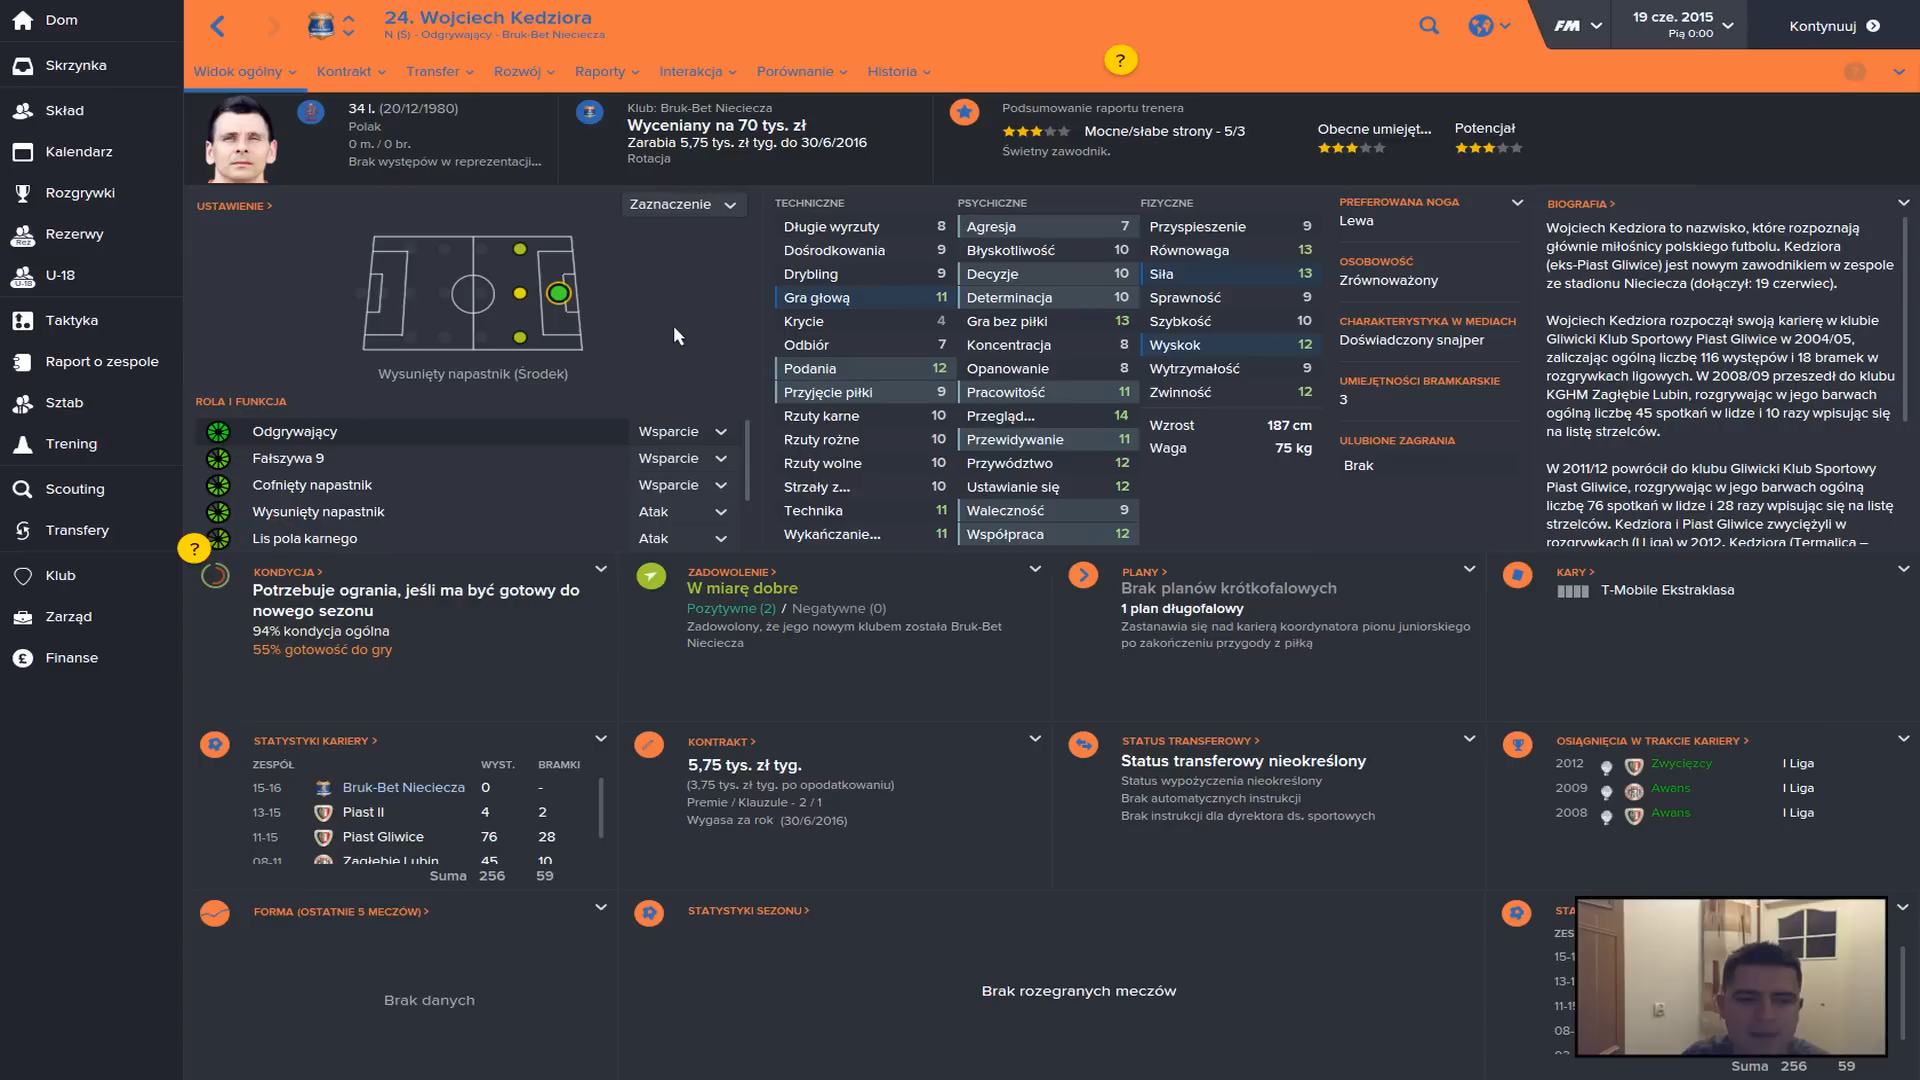 Dom
Skrzynka
Skład
Kalendarz
Rozgrywki
Rezerwy
Rez
U-18
U-18
Taktyka
Raport o zespole
Sztab
Trening
Scouting
Transfery
Klub
Zarząd
Finanse
24. Wojciech Kedziora
N (Ś) - Odgrywający - Bruk-Bet Nieciecza
FM
19 cze. 2015
Pią 0:00
Kontynuuj
Widok ogólny
Kontrakt
Transfer
Rozwój
Raporty
Interakcja
Porównanie
Historia
?
?
34 l. (20/12/1980)
Polak
0 m. / 0 br.
Brak występów w reprezentacji...
Klub: Bruk-Bet Nieciecza
Wyceniany na 70 tys. zł
Zarabia 5,75 tys. zł tyg. do 30/6/2016
Rotacja
Podsumowanie raportu trenera
Mocne/słabe strony - 5/3
Świetny zawodnik.
Obecne umiejęt...
Potencjał
USTAWIENIE >
Zaznaczenie
Wysunięty napastnik (Środek)
ROLA I FUNKCJA
Odgrywający Wsparcie
Fałszywa 9 Wsparcie
Cofnięty napastnik Wsparcie
Wysunięty napastnik Atak
Lis pola karnego Atak
?
TECHNICZNE
Długie wyrzuty 8
Dośrodkowania 9
Drybling 9
Gra głową 11
Krycie 4
Odbiór 7
Podania 12
Przyjęcie piłki 9
Rzuty karne 10
Rzuty rożne 10
Rzuty wolne 10
Strzały z... 10
Technika 11
Wykańczanie... 11
PSYCHICZNE
Agresja 7
Błyskotliwość 10
Decyzje 10
Determinacja 10
Gra bez piłki 13
Koncentracja 8
Opanowanie 8
Pracowitość 11
Przegląd... 14
Przewidywanie 11
Przywództwo 12
Ustawianie się 12
Waleczność 9
Współpraca 12
FIZYCZNE
Przyspieszenie 9
Równowaga 13
Siła 13
Sprawność 9
Szybkość 10
Wyskok 12
Wytrzymałość 9
Zwinność 12
Wzrost 187 cm
Waga 75 kg
PREFEROWANA NOGA
Lewa
OSOBOWOŚĆ
Zrównoważony
CHARAKTERYSTYKA W MEDIACH
Doświadczony snajper
UMIEJĘTNOŚCI BRAMKARSKIE
3
ULUBIONE ZAGRANIA
Brak
BIOGRAFIA >
Wojciech Kedziora to nazwisko, które rozpoznają
głównie miłośnicy polskiego futbolu. Kedziora
(eks-Piast Gliwice) jest nowym zawodnikiem w zespole
ze stadionu Nieciecza (dołączył: 19 czerwiec).
Wojciech Kedziora rozpoczął swoją karierę w klubie
Gliwicki Klub Sportowy Piast Gliwice w 2004/05,
zaliczając ogólną liczbę 116 występów i 18 bramek w
rozgrywkach ligowych. W 2008/09 przeszedł do klubu
KGHM Zagłębie Lubin, rozgrywając w jego barwach
ogólną liczbę 45 spotkań w lidze i 10 razy wpisując się
na listę strzelców.
W 2011/12 powrócił do klubu Gliwicki Klub Sportowy
Piast Gliwice, rozgrywając w jego barwach ogólną
liczbę 76 spotkań w lidze i 28 razy wpisując się na listę
strzelców. Kedziora i Piast Gliwice zwyciężyli w
rozgrywkach (I Liga) w 2012. Kedziora (Termalica –
KONDYCJA >
Potrzebuje ogrania, jeśli ma być gotowy do
nowego sezonu
94% kondycja ogólna
55% gotowość do gry
ZADOWOLENIE >
W miarę dobre
Pozytywne (2) / Negatywne (0)
Zadowolony, że jego nowym klubem została Bruk-Bet
Nieciecza
PLANY >
Brak planów krótkofalowych
1 plan długofalowy
Zastanawia się nad karierą koordynatora pionu juniorskiego
po zakończeniu przygody z piłką
KARY >
T-Mobile Ekstraklasa
STATYSTYKI KARIERY >
ZESPÓŁ WYST. BRAMKI
15-16 Bruk-Bet Nieciecza 0 -
13-15 Piast II 4 2
11-15 Piast Gliwice 76 28
08-11 Zagłębie Lubin 45 10
Suma 256 59
KONTRAKT >
5,75 tys. zł tyg.
(3,75 tys. zł tyg. po opodatkowaniu)
Premie / Klauzule - 2 / 1
Wygasa za rok (30/6/2016)
STATUS TRANSFEROWY >
Status transferowy nieokreślony
Status wypożyczenia nieokreślony
Brak automatycznych instrukcji
Brak instrukcji dla dyrektora ds. sportowych
OSIĄGNIĘCIA W TRAKCIE KARIERY >
2012 Zwycięzcy I Liga
2009 Awans I Liga
2008 Awans I Liga
FORMA (OSTATNIE 5 MECZÓW) >
Brak danych
STATYSTYKI SEZONU >
Brak rozegranych meczów
STA
ZES
15-1
13-1
11-15
08-
Suma 256 59